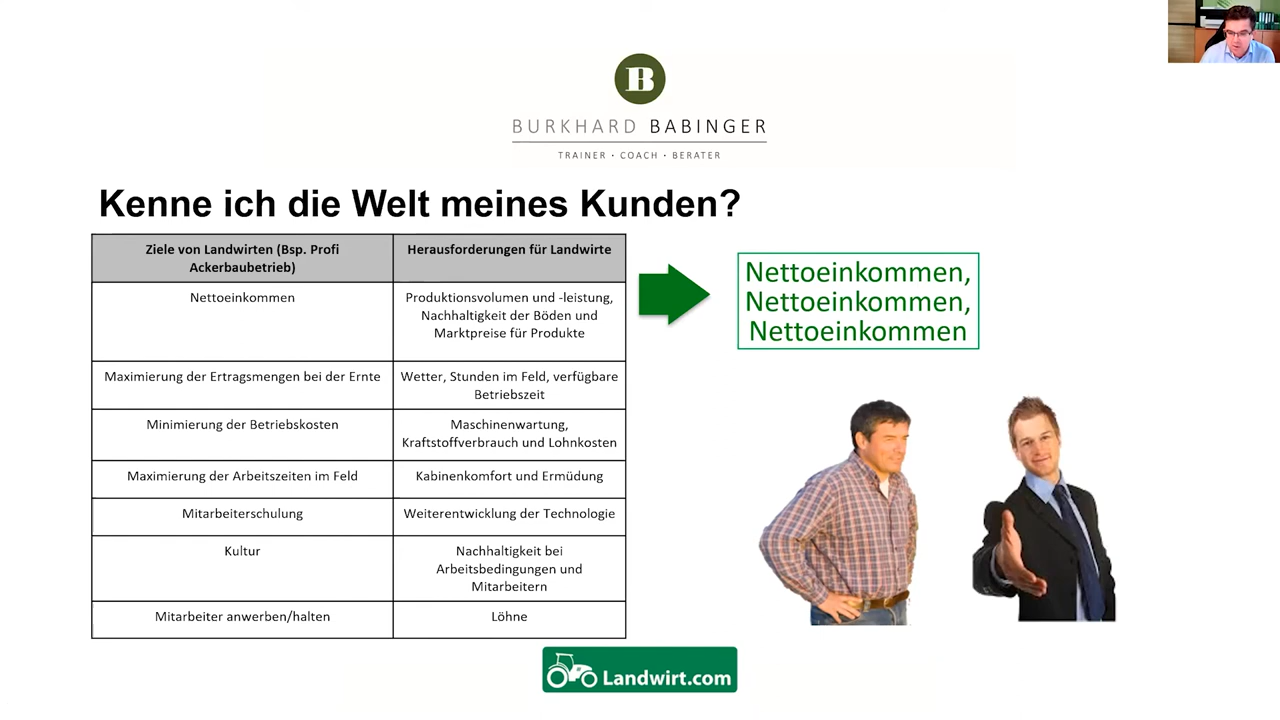 B
BURKHARD BABINGER
TRAINER · COACH · BERATER
Kenne ich die Welt meines Kunden?
Ziele von Landwirten (Bsp. Profi
Ackerbaubetrieb)
Herausforderungen für Landwirte
Nettoeinkommen
Produktionsvolumen und -leistung,
Nachhaltigkeit der Böden und
Marktpreise für Produkte
Maximierung der Ertragsmengen bei der Ernte
Wetter, Stunden im Feld, verfügbare
Betriebszeit
Minimierung der Betriebskosten
Maschinenwartung,
Kraftstoffverbrauch und Lohnkosten
Maximierung der Arbeitszeiten im Feld
Kabinenkomfort und Ermüdung
Mitarbeiterschulung
Weiterentwicklung der Technologie
Kultur
Nachhaltigkeit bei
Arbeitsbedingungen und
Mitarbeitern
Mitarbeiter anwerben/halten
Löhne
Nettoeinkommen,
Nettoeinkommen,
Nettoeinkommen
Landwirt.com